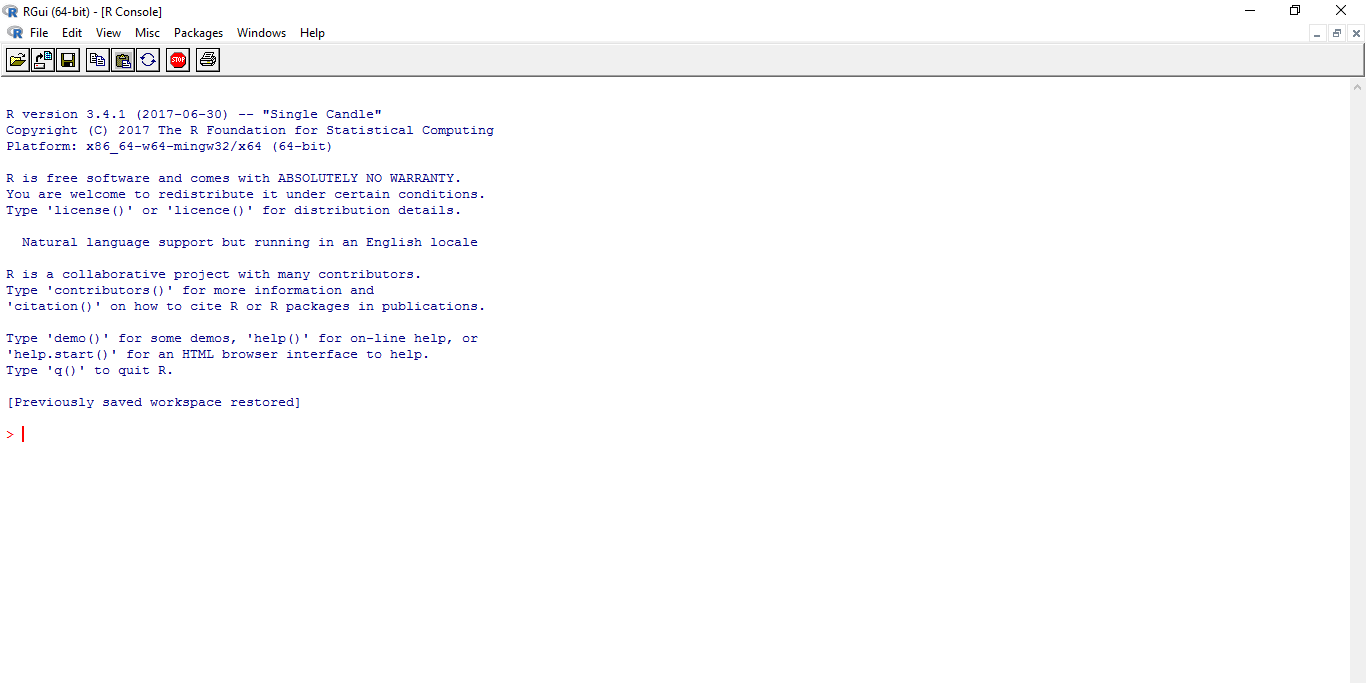 RGui (64-bit) - [R Console]
File Edit View Misc Packages Windows Help
STOP
R version 3.4.1 (2017-06-30) -- "Single Candle"
Copyright (C) 2017 The R Foundation for Statistical Computing
Platform: x86_64-w64-mingw32/x64 (64-bit)
R is free software and comes with ABSOLUTELY NO WARRANTY.
You are welcome to redistribute it under certain conditions.
Type 'license()' or 'licence()' for distribution details.
Natural language support but running in an English locale
R is a collaborative project with many contributors.
Type 'contributors()' for more information and
'citation()' on how to cite R or R packages in publications.
Type 'demo()' for some demos, 'help()' for on-line help, or
'help.start()' for an HTML browser interface to help.
Type 'q()' to quit R.
[Previously saved workspace restored]
>